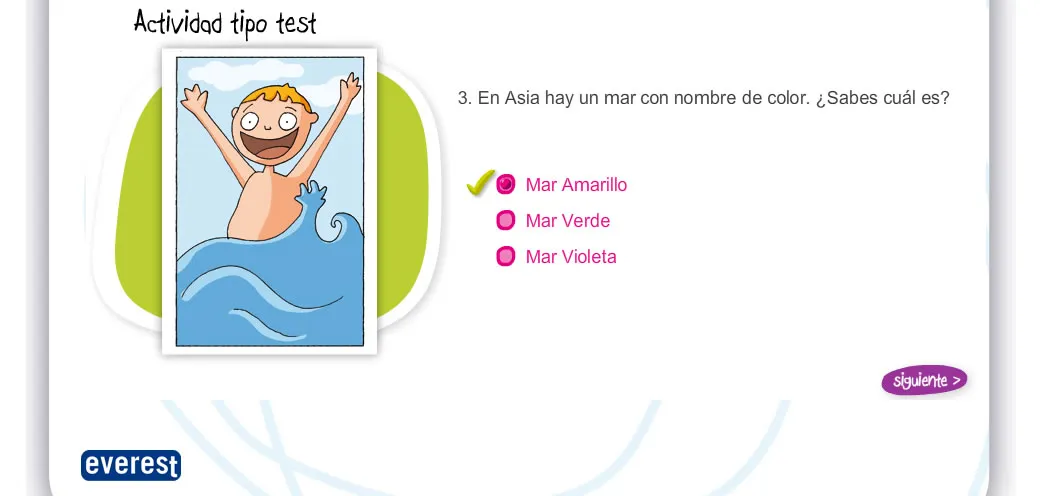 Actividad tipo test
3. En Asia hay un mar con nombre de color. ¿Sabes cuál es?
Mar Amarillo
Mar Verde
Mar Violeta
siguiente >
everest